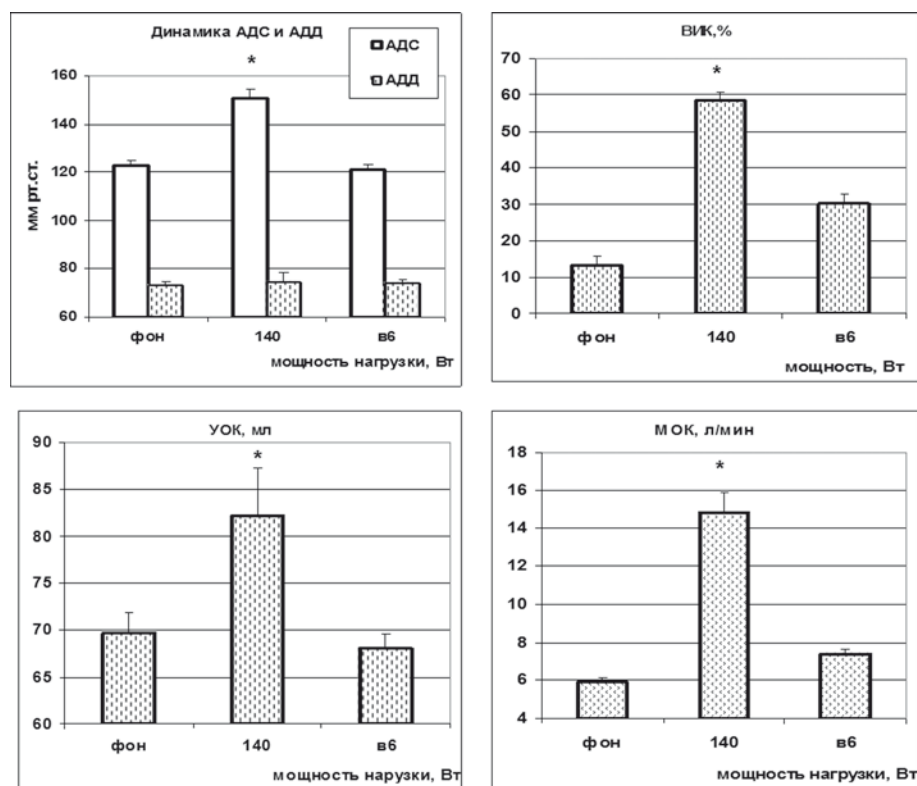 Динамика АДС и АДД
АДС
АДД
*
160
140
120
100
80
60
мм рт.ст.
фон 140 в6
мощность нагрузки, Вт
ВИК,%
*
70
60
50
40
30
20
10
0
фон 140 в6
мощность, Вт
УОК, мл
*
90
85
80
75
70
65
60
фон 140 в6
мощность нарузки, Вт
МОК, л/мин
*
18
16
14
12
10
8
6
4
фон 140 в6
мощность нагрузки, Вт